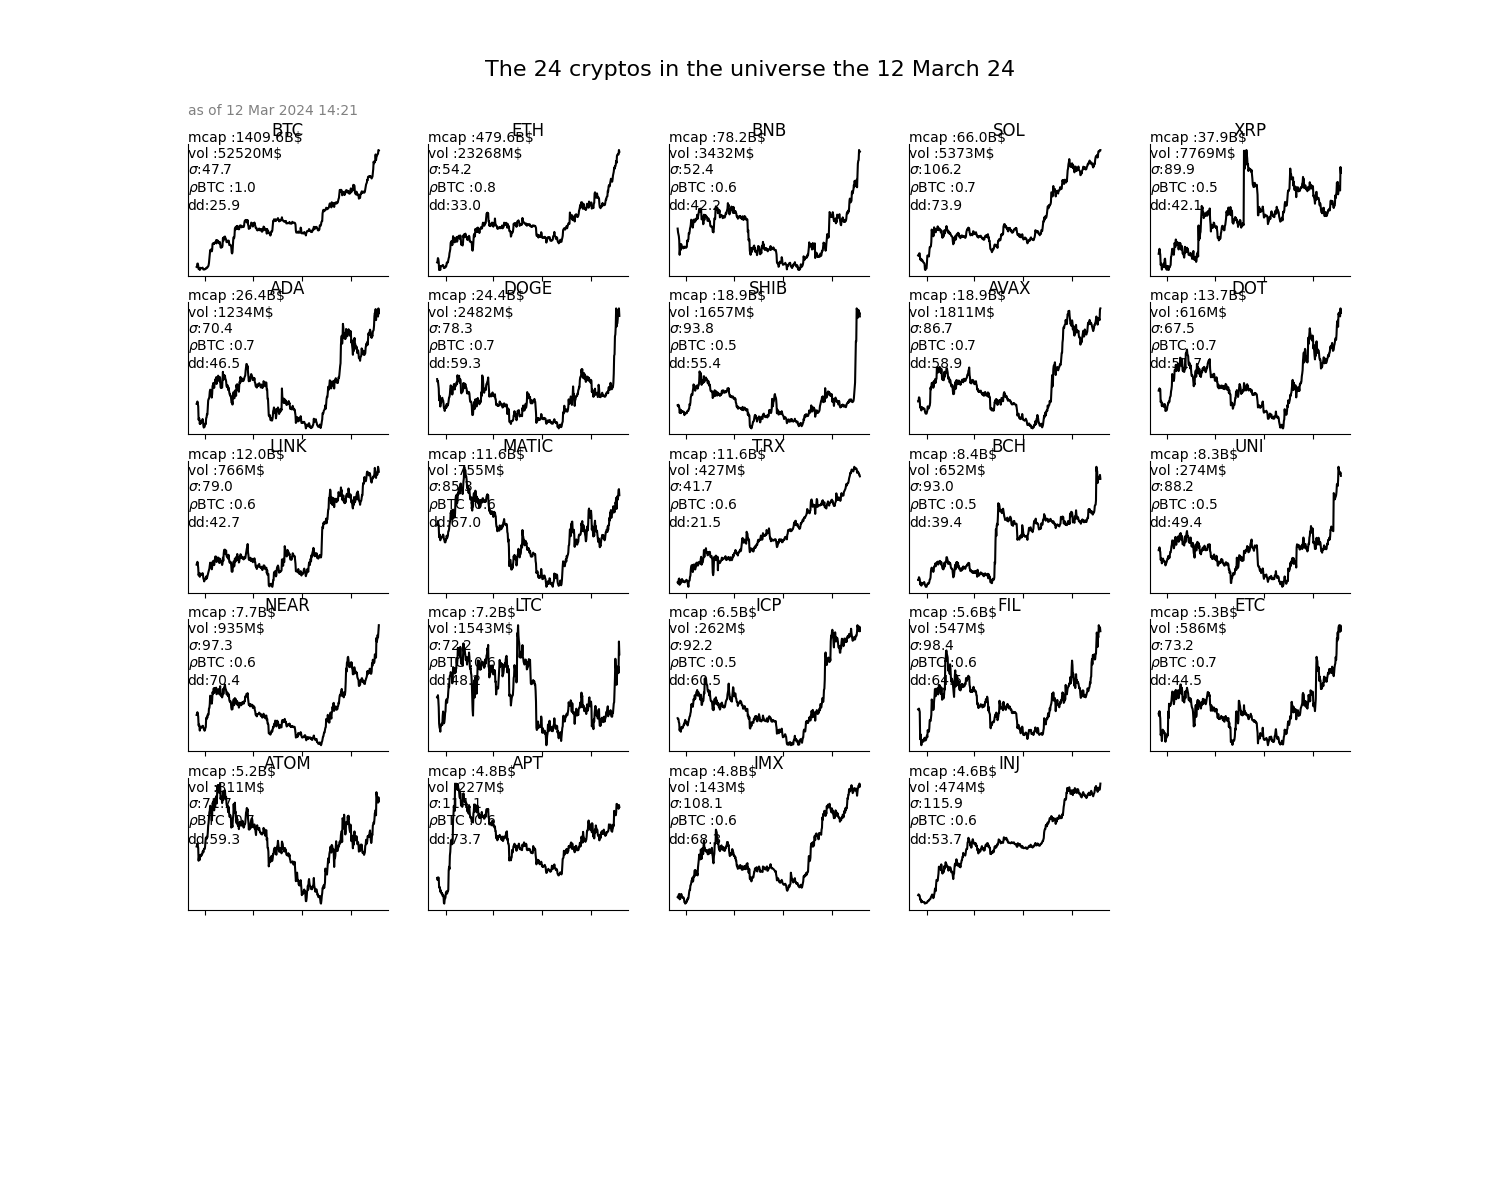 The 24 cryptos in the universe the 12 March 24
as of 12 Mar 2024 14:21
BTC
mcap :1409.6B$
vol :52520M$
σ:47.7
ρBTC :1.0
dd:25.9
ETH
mcap :479.6B$
vol :23268M$
σ:54.2
ρBTC :0.8
dd:33.0
BNB
mcap :78.2B$
vol :3432M$
σ:52.4
ρBTC :0.6
dd:42.2
SOL
mcap :66.0B$
vol :5373M$
σ:106.2
ρBTC :0.7
dd:73.9
XRP
mcap :37.9B$
vol :7769M$
σ:89.9
ρBTC :0.5
dd:42.1
ADA
mcap :26.4B$
vol :1234M$
σ:70.4
ρBTC :0.7
dd:46.5
DOGE
mcap :24.4B$
vol :2482M$
σ:78.3
ρBTC :0.7
dd:59.3
SHIB
mcap :18.9B$
vol :1657M$
σ:93.8
ρBTC :0.5
dd:55.4
AVAX
mcap :18.9B$
vol :1811M$
σ:86.7
ρBTC :0.7
dd:58.9
DOT
mcap :13.7B$
vol :616M$
σ:67.5
ρBTC :0.7
LINK
mcap :12.0B$
vol :766M$
σ:79.0
ρBTC :0.6
dd:42.7
MATIC
mcap :11.6B$
vol :755M$
ρBTC :0.6
dd:67.0
TRX
mcap :11.6B$
vol :427M$
σ:41.7
ρBTC :0.6
dd:21.5
BCH
mcap :8.4B$
vol :652M$
σ:93.0
ρBTC :0.5
dd:39.4
UNI
mcap :8.3B$
vol :274M$
σ:88.2
ρBTC :0.5
dd:49.4
NEAR
mcap :7.7B$
vol :935M$
σ:97.3
ρBTC :0.6
dd:70.4
LTC
mcap :7.2B$
vol :1543M$
σ:72.2
ρBTC :0.6
ICP
mcap :6.5B$
vol :262M$
σ:92.2
ρBTC :0.5
dd:60.5
FIL
mcap :5.6B$
vol :547M$
σ:98.4
ρBTC :0.6
ETC
mcap :5.3B$
vol :586M$
σ:73.2
ρBTC :0.7
dd:44.5
ATOM
mcap :5.2B$
ρBTC :0.7
dd:59.3
APT
mcap :4.8B$
vol :227M$
ρBTC :0.6
dd:73.7
IMX
mcap :4.8B$
vol :143M$
σ:108.1
ρBTC :0.6
INJ
mcap :4.6B$
vol :474M$
σ:115.9
ρBTC :0.6
dd:53.7